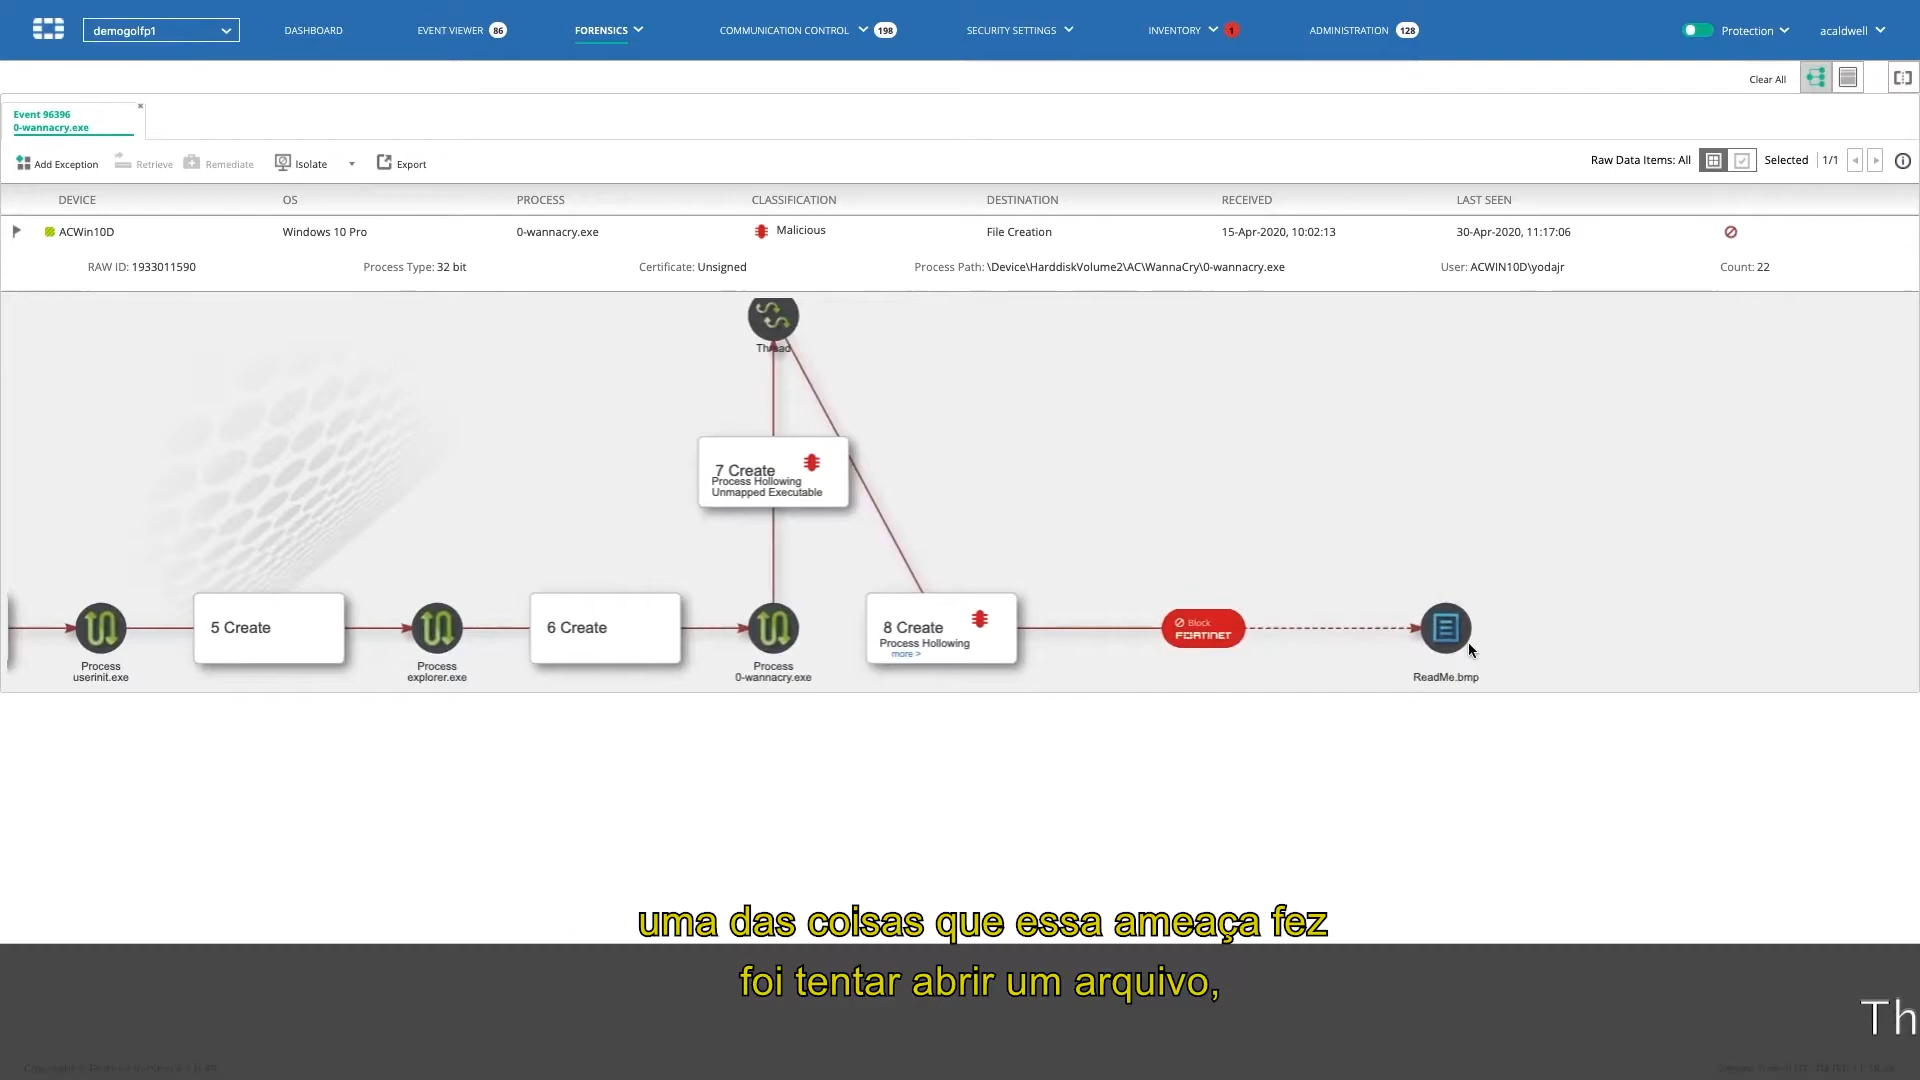 demogolfp1
DASHBOARD
EVENT VIEWER 86
FORENSICS
COMMUNICATION CONTROL 198
SECURITY SETTINGS
INVENTORY 1
ADMINISTRATION 128
Protection
acaldwell
Clear All
Event 96396
0-wannacry.exe
Add Exception
Retrieve
Remediate
Isolate
Export
Raw Data Items: All
Selected
1/1
DEVICE OS PROCESS CLASSIFICATION DESTINATION RECEIVED LAST SEEN
ACWin10D Windows 10 Pro 0-wannacry.exe Malicious File Creation 15-Apr-2020, 10:02:13 30-Apr-2020, 11:17:06
RAW ID: 1933011590 Process Type: 32 bit Certificate: Unsigned Process Path: \Device\HarddiskVolume2\AC\WannaCry\0-wannacry.exe User: ACWIN10D\yodajr Count: 22
Thread
7 Create
Process Hollowing
Unmapped Executable
5 Create
6 Create
8 Create
Process Hollowing
more >
Block
FORTINET
Process
userinit.exe
Process
explorer.exe
Process
0-wannacry.exe
ReadMe.bmp
uma das coisas que essa ameaça fez
foi tentar abrir um arquivo,
Th